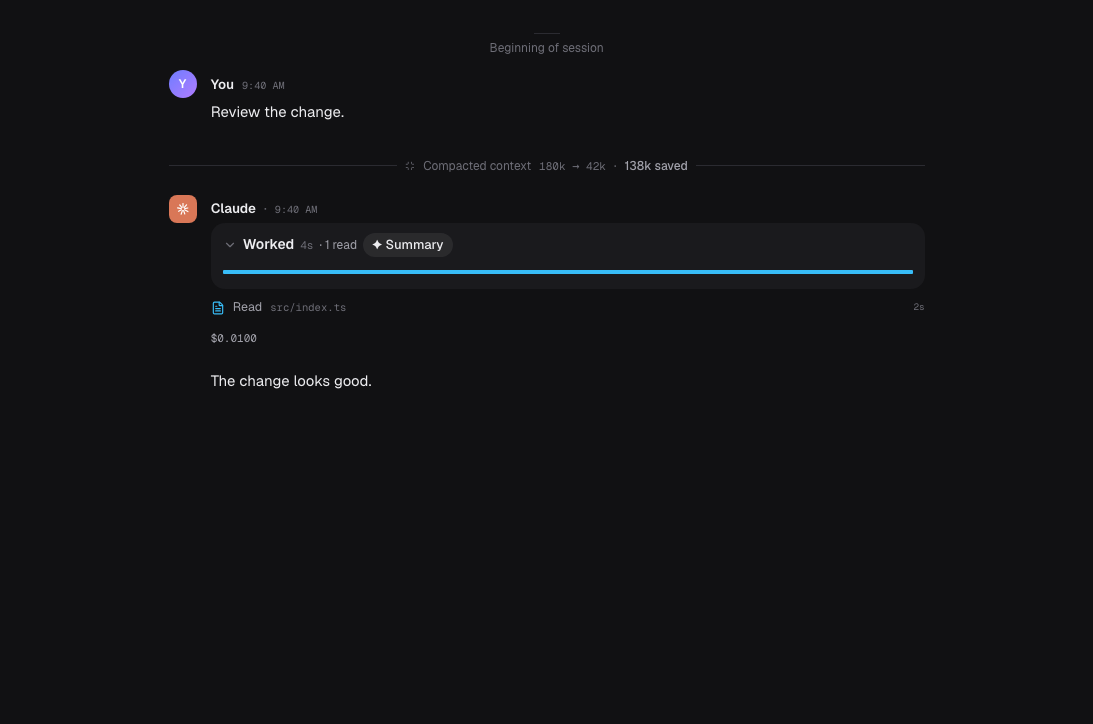 Beginning of session
Y You 9:40 AM
Review the change.
Compacted context 180k → 42k · 138k saved
Claude · 9:40 AM
Worked 4s · 1 read ✦ Summary
Read src/index.ts 2s
$0.0100
The change looks good.